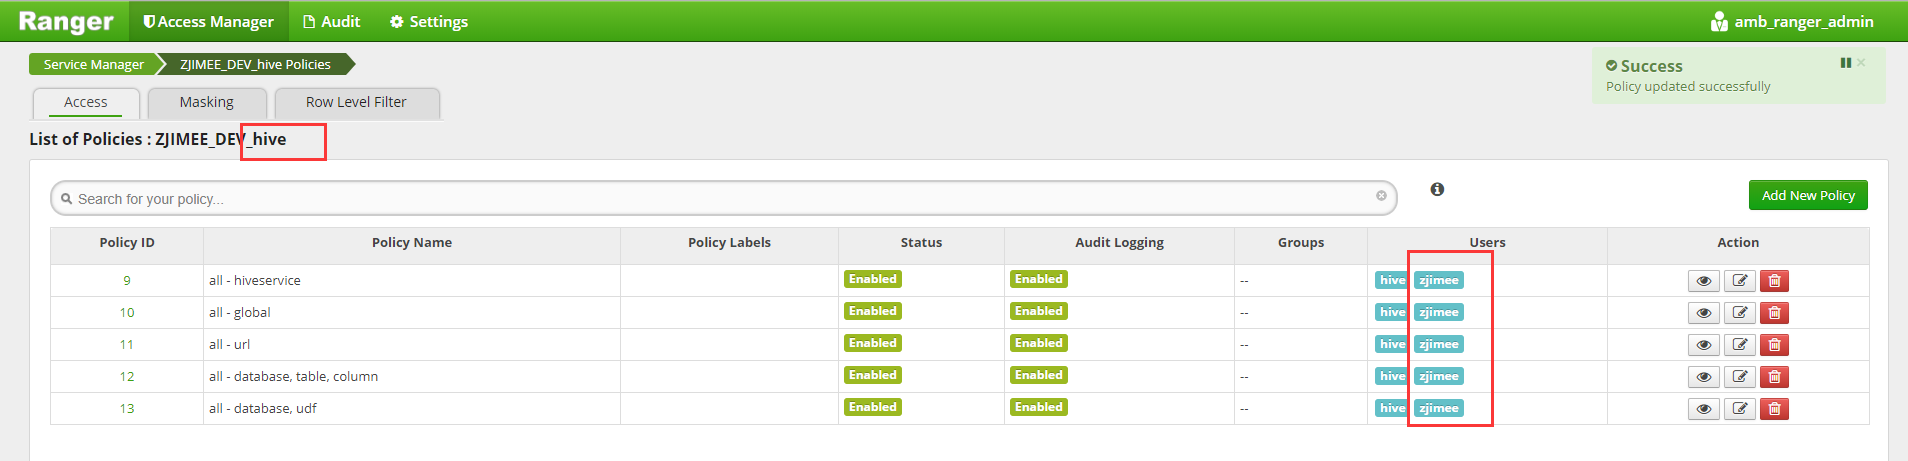 Ranger Access Manager Audit Settings amb_ranger_admin
Service Manager ZJIMEE_DEV_hive Policies
Success
Policy updated successfully
Access Masking Row Level Filter
List of Policies : ZJIMEE_DEV_hive
Search for your policy...
Add New Policy
Policy ID Policy Name Policy Labels Status Audit Logging Groups Users Action
9 all - hiveservice Enabled Enabled -- hive zjimee
10 all - global Enabled Enabled -- hive zjimee
11 all - url Enabled Enabled -- hive zjimee
12 all - database, table, column Enabled Enabled -- hive zjimee
13 all - database, udf Enabled Enabled -- hive zjimee